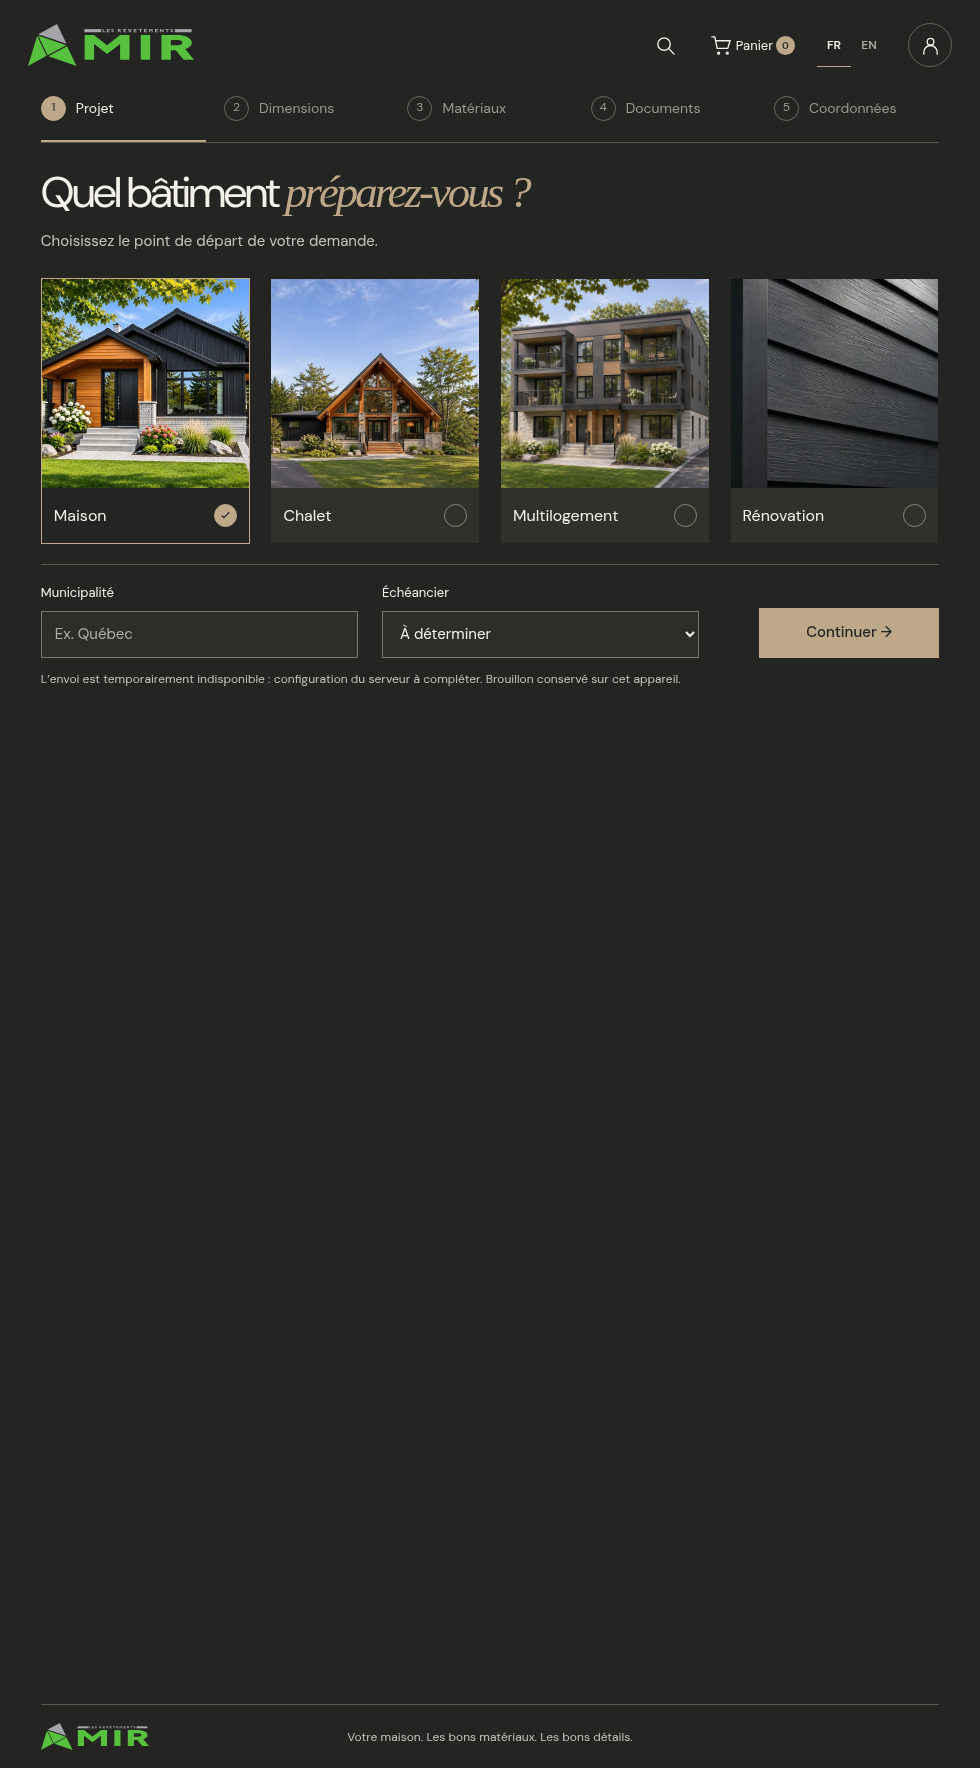 LES REVÊTEMENTS
MIR
Panier 0
FR
EN
1 Projet
2 Dimensions
3 Matériaux
4 Documents
5 Coordonnées
Quel bâtiment préparez-vous ?
Choisissez le point de départ de votre demande.
Maison
Chalet
Multilogement
Rénovation
Municipalité
Échéancier
Ex. Québec
À déterminer
Continuer →
L’envoi est temporairement indisponible : configuration du serveur à compléter. Brouillon conservé sur cet appareil.
LES REVÊTEMENTS
MIR
Votre maison. Les bons matériaux. Les bons détails.